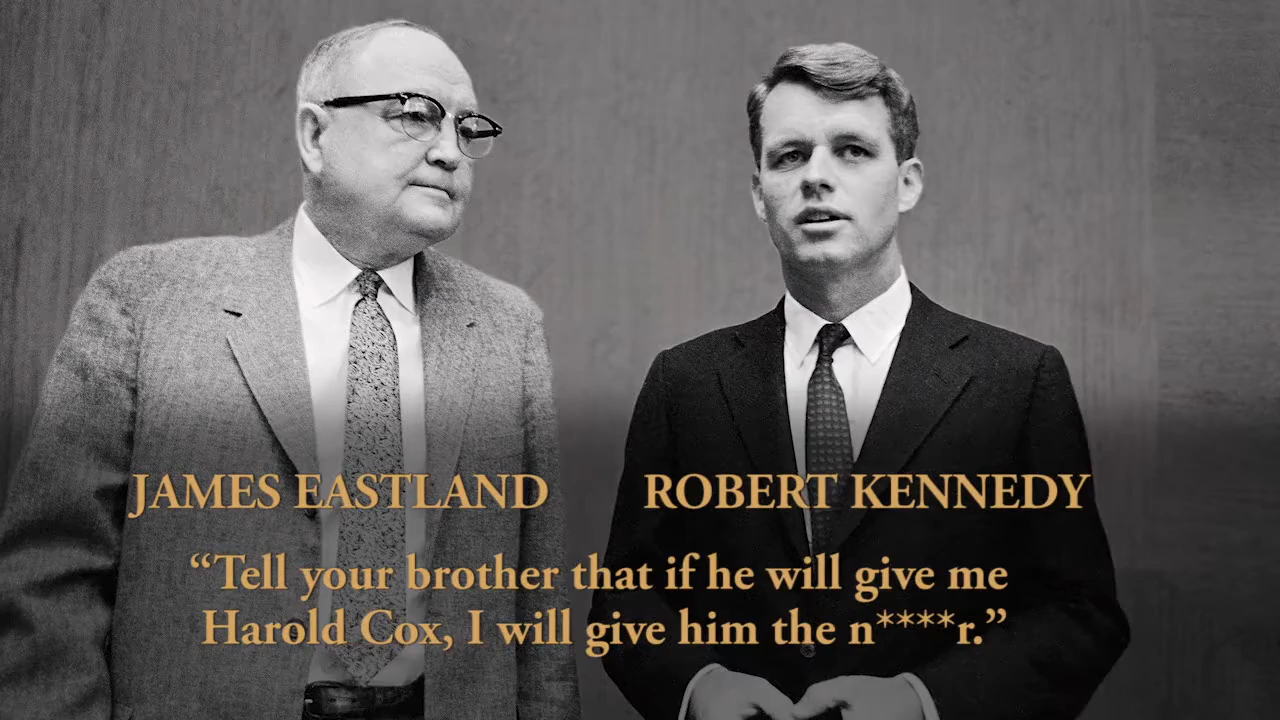 JAMES EASTLAND ROBERT KENNEDY
“Tell your brother that if he will give me
Harold Cox, I will give him the n****r.”